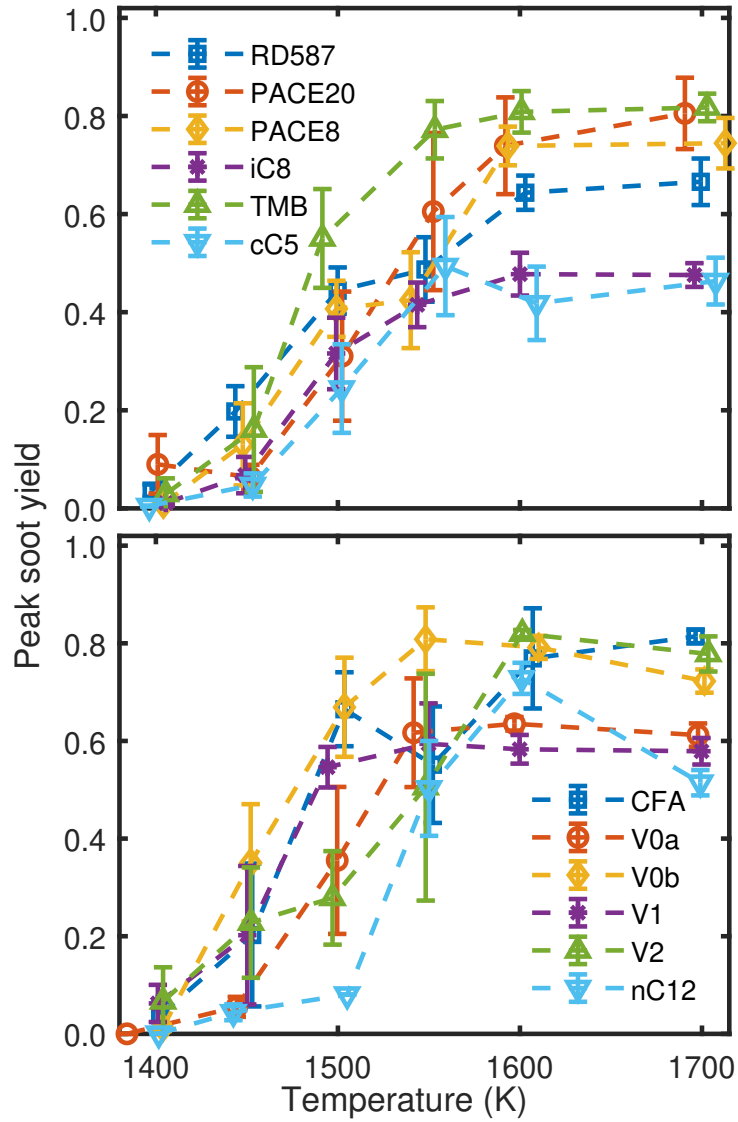 1.0
0.8
0.6
0.4
0.2
0.0
RD587
PACE20
PACE8
iC8
TMB
cC5
Peak soot yield
1.0
0.8
0.6
0.4
0.2
0.0
CFA
V0a
V0b
V1
V2
nC12
1400 1500 1600 1700
Temperature (K)